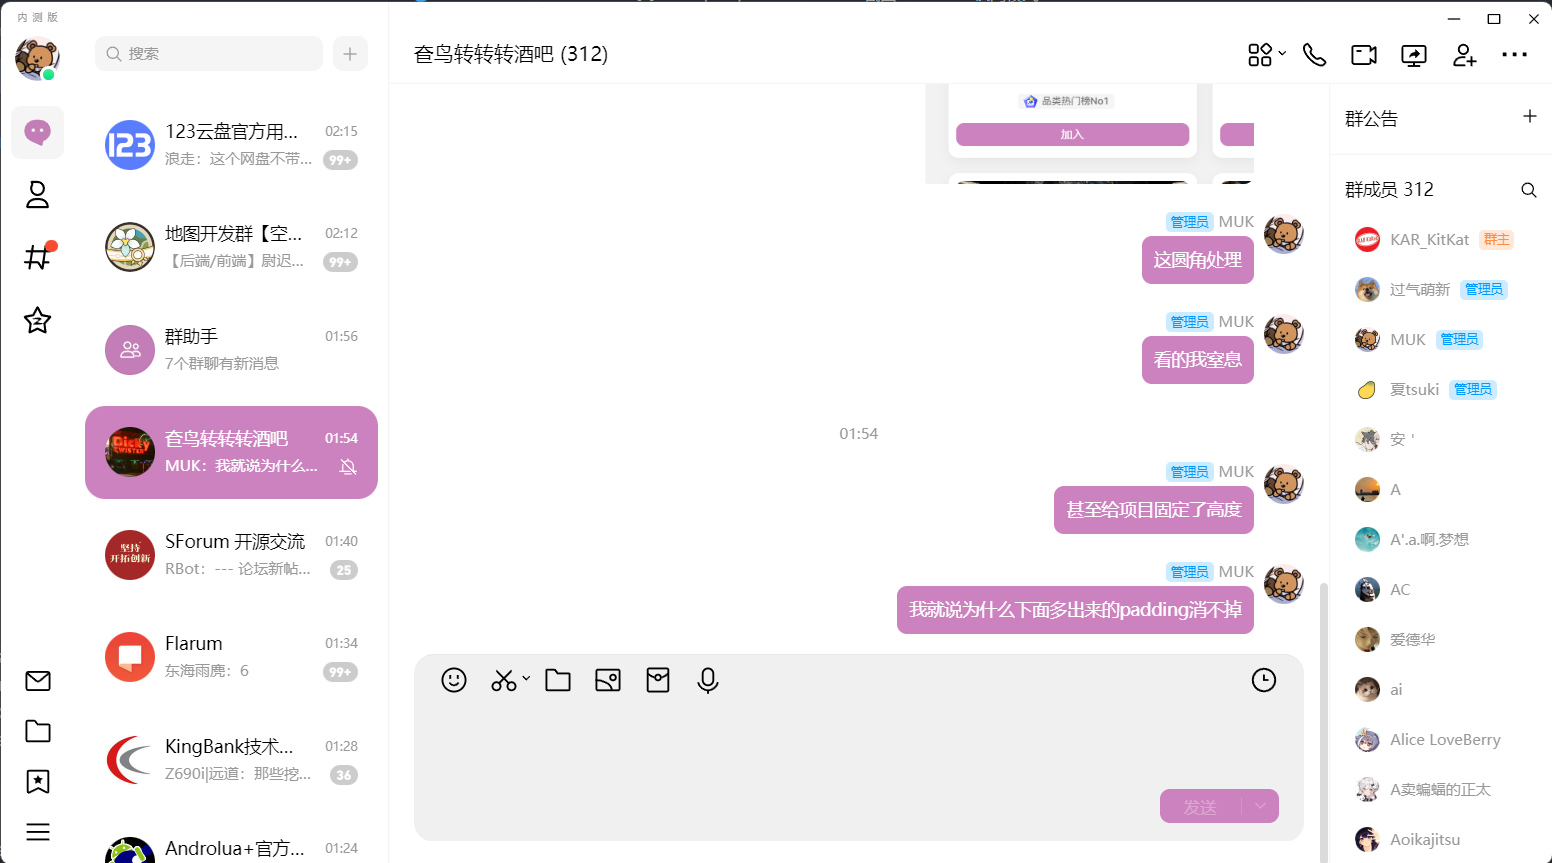 内 测 版
搜索
123云盘官方用...
02:15
浪走：这个网盘不带...
99+
地图开发群【空...
02:12
【后端/前端】尉迟...
99+
群助手
01:56
7个群聊有新消息
奤鸟转转转酒吧
01:54
MUK：我就说为什么...
SForum 开源交流
01:40
RBot：--- 论坛新帖...
25
Flarum
01:34
东海雨麂：6
99+
KingBank技术...
01:28
Z690i|远道：那些挖...
36
Androlua+官方...
01:24
123
Dicky
TWISTER
坚持
开拓创新
奤鸟转转转酒吧 (312)
品类热门榜No1
加入
管理员 MUK
这圆角处理
管理员 MUK
看的我窒息
01:54
管理员 MUK
甚至给项目固定了高度
管理员 MUK
我就说为什么下面多出来的padding消不掉
发送
群公告
群成员 312
KAR_KitKat 群主
过气萌新 管理员
MUK 管理员
夏tsuki 管理员
安 '
A
A'.a.啊.梦想
AC
爱德华
ai
Alice LoveBerry
A卖蝙蝠的正太
Aoikajitsu